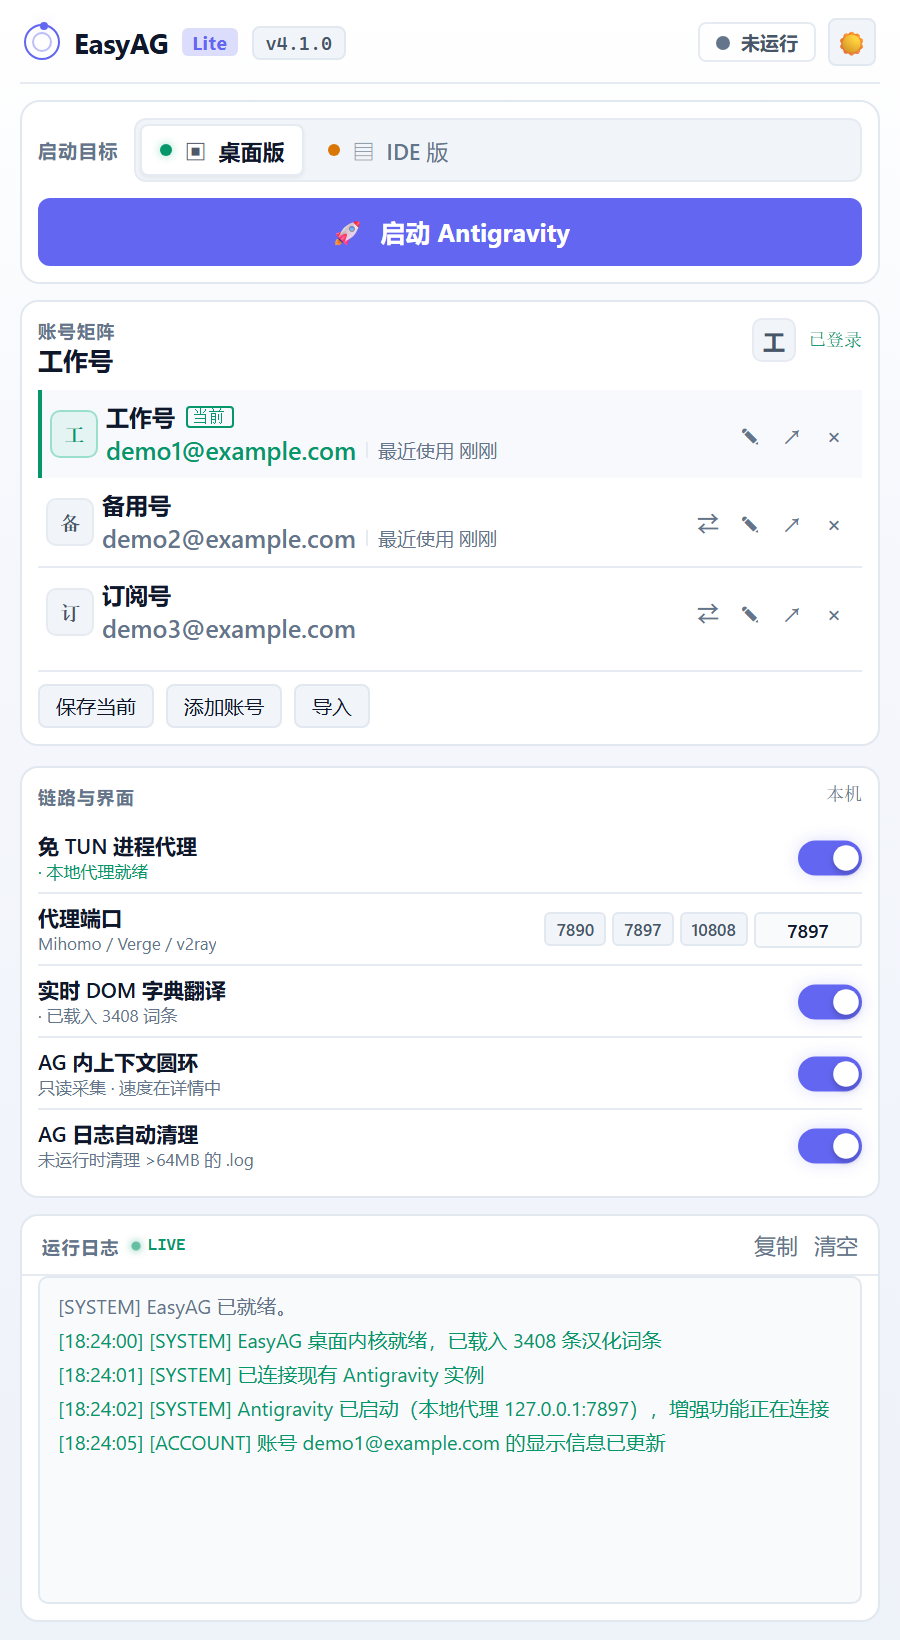 EasyAG Lite v4.1.0 未运行
启动目标 桌面版 IDE 版
启动 Antigravity
账号矩阵
工作号
工 已登录
工 工作号 当前
demo1@example.com 最近使用 刚刚
备 备用号
demo2@example.com 最近使用 刚刚
订 订阅号
demo3@example.com
保存当前 添加账号 导入
链路与界面 本机
免 TUN 进程代理
· 本地代理就绪
代理端口
Mihomo / Verge / v2ray
7890 7897 10808 7897
实时 DOM 字典翻译
· 已载入 3408 词条
AG 内上下文圆环
只读采集 · 速度在详情中
AG 日志自动清理
未运行时清理 >64MB 的 .log
运行日志 LIVE 复制 清空
[SYSTEM] EasyAG 已就绪。
[18:24:00] [SYSTEM] EasyAG 桌面内核就绪，已载入 3408 条汉化词条
[18:24:01] [SYSTEM] 已连接现有 Antigravity 实例
[18:24:02] [SYSTEM] Antigravity 已启动（本地代理 127.0.0.1:7897），增强功能正在连接
[18:24:05] [ACCOUNT] 账号 demo1@example.com 的显示信息已更新